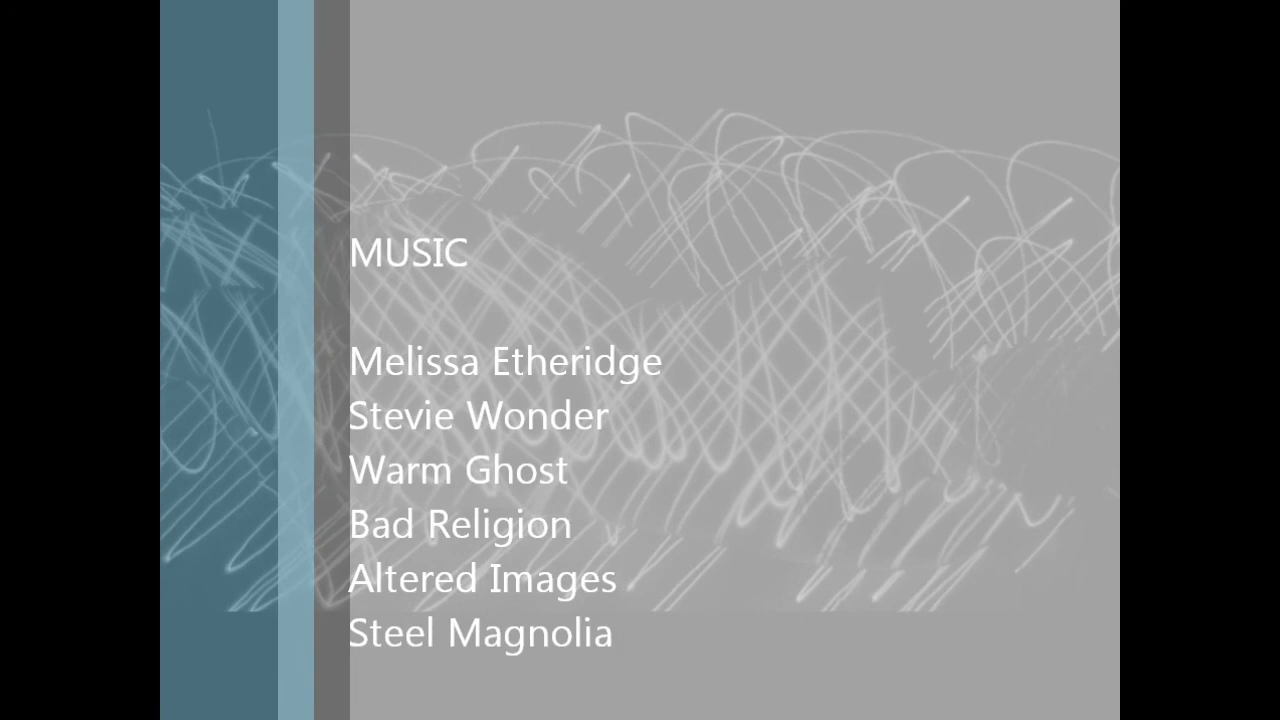 MUSIC
Melissa Etheridge
Stevie Wonder
Warm Ghost
Bad Religion
Altered Images
Steel Magnolia